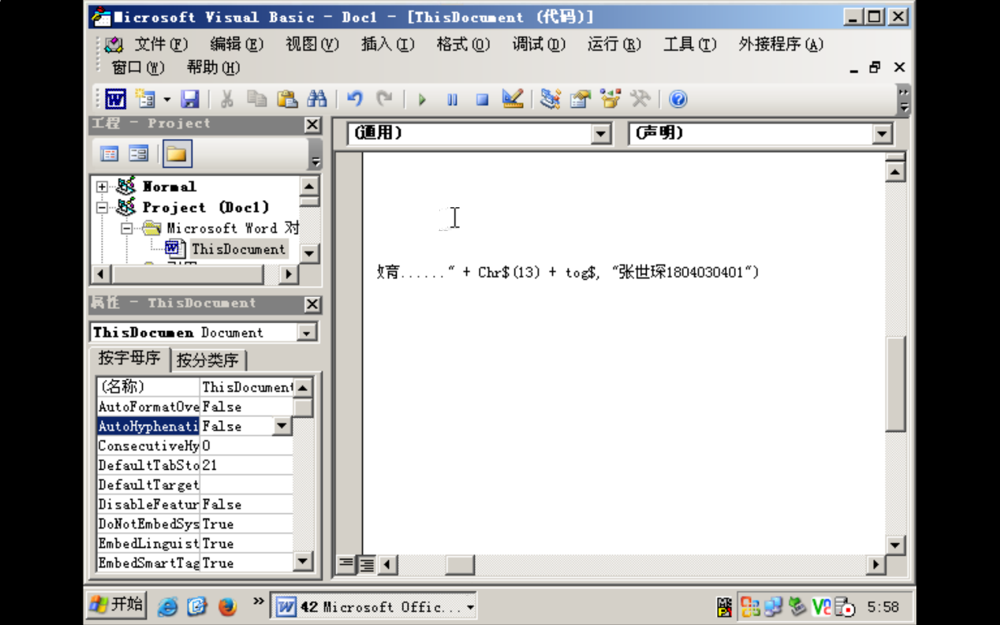 Microsoft Visual Basic - Doc1 - [ThisDocument (代码)]
文件(F) 编辑(E) 视图(V) 插入(I) 格式(O) 调试(D) 运行(R) 工具(T) 外接程序(A)
窗口(W) 帮助(H)
工程 - Project
(通用)
(声明)
Normal
Project (Doc1)
Microsoft Word 对
ThisDocument
育......" + Chr$(13) + tog$, "张世琛1804030401")
属性 - ThisDocument
ThisDocumen Document
按字母序 按分类序
(名称) ThisDocument
AutoFormatOve False
AutoHyphenati False
ConsecutiveHy 0
DefaultTabSto 21
DefaultTarget
DisableFeatur False
DoNotEmbedSys True
EmbedLinguist True
EmbedSmartTag True
开始
42 Microsoft Offic...
5:58